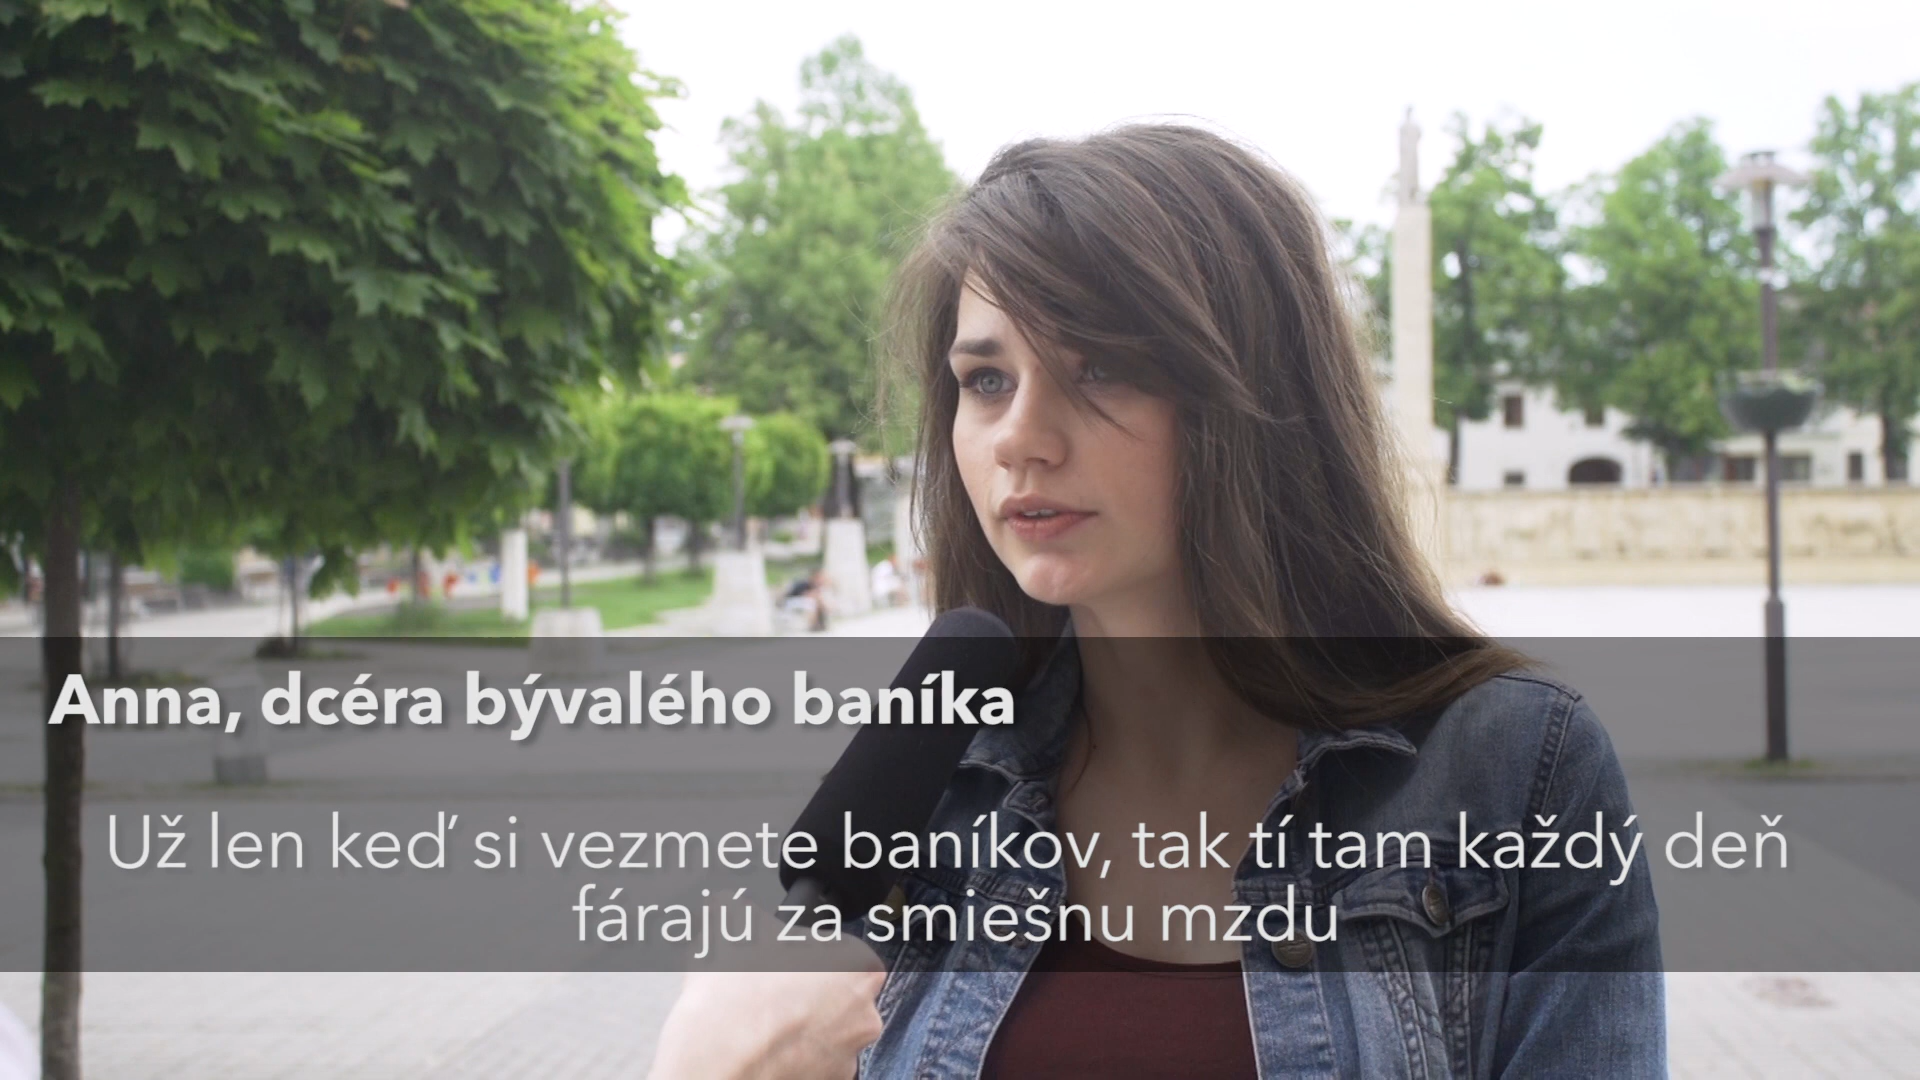 Anna, dcéra bývalého baníka
Už len keď si vezmete baníkov, tak tí tam každý deň
fárajú za smiešnu mzdu